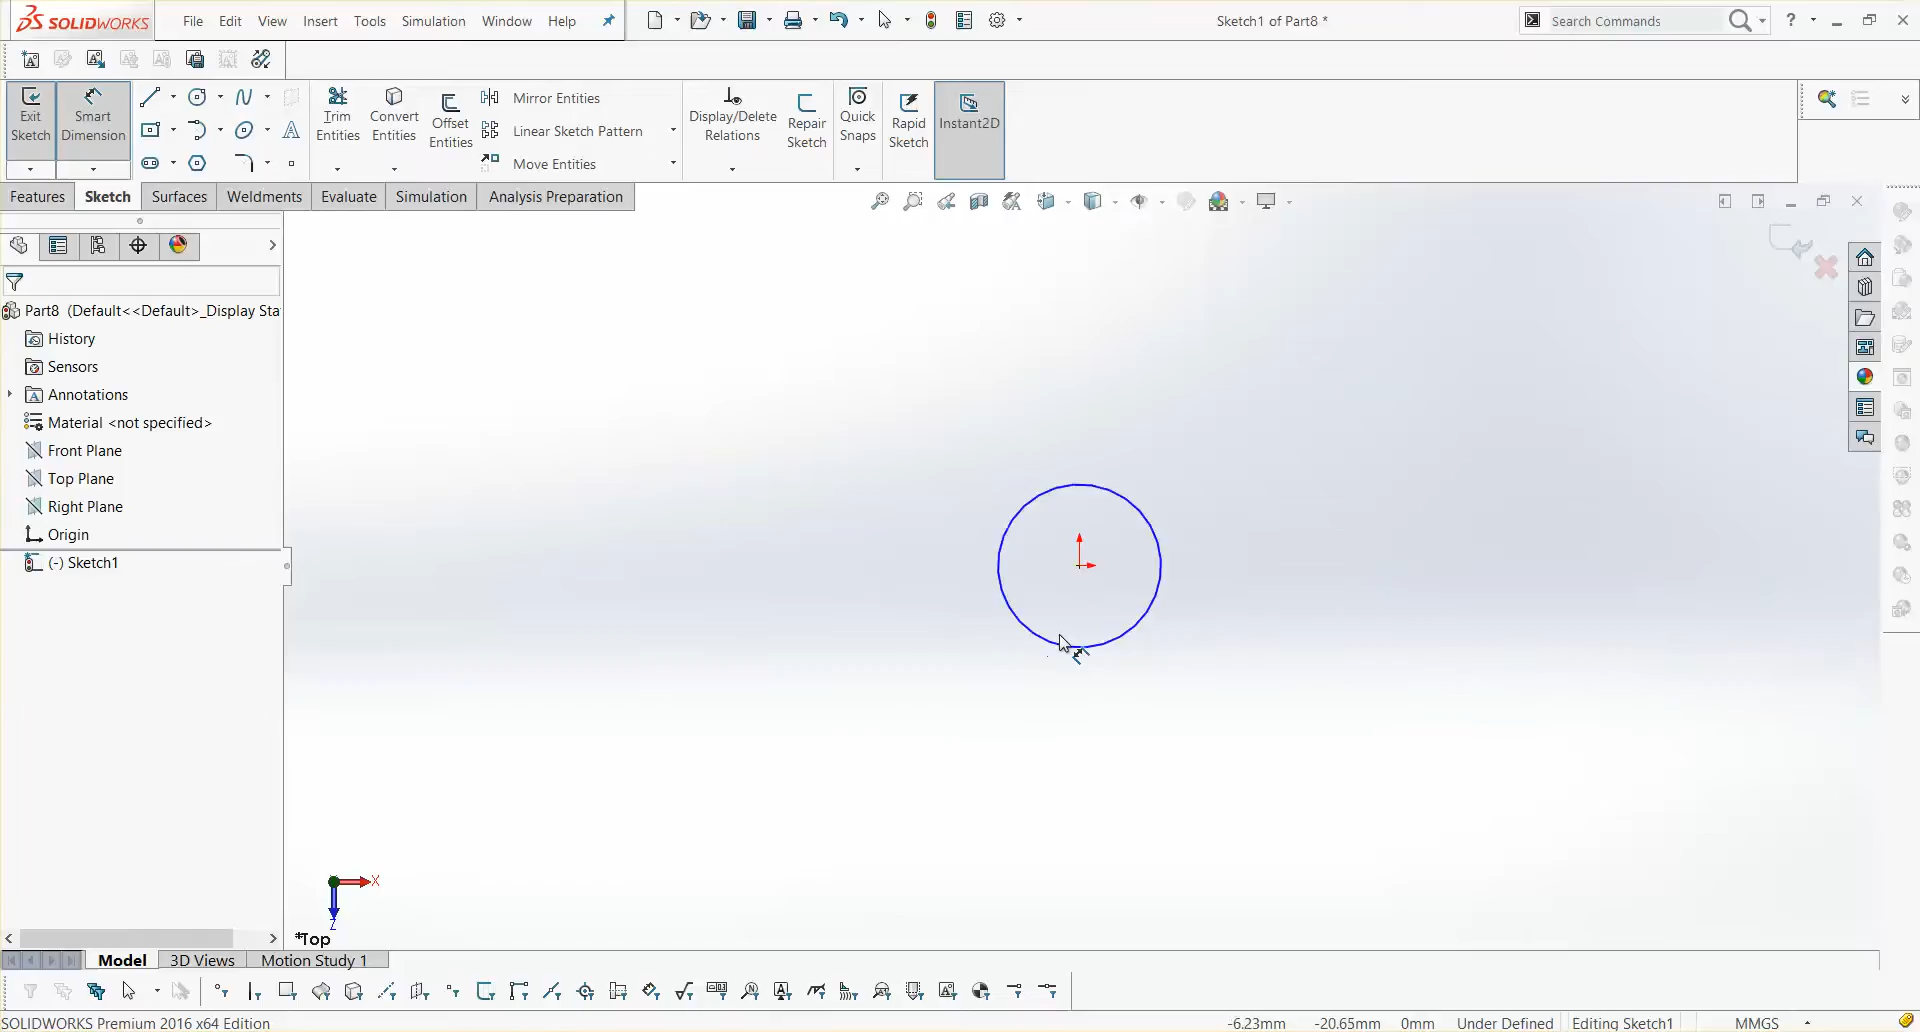 SOLIDWORKS File Edit View Insert Tools Simulation Window Help Sketch1 of Part8 * Search Commands ?
Exit Sketch
Smart Dimension
Trim Entities
Convert Entities
Offset Entities
Mirror Entities
Linear Sketch Pattern
Move Entities
Display/Delete Relations
Repair Sketch
Quick Snaps
Rapid Sketch
Instant2D
Features Sketch Surfaces Weldments Evaluate Simulation Analysis Preparation
Part8 (Default<<Default>_Display Sta
History
Sensors
Annotations
Material <not specified>
Front Plane
Top Plane
Right Plane
Origin
(-) Sketch1
X
Z
*Top
Model 3D Views Motion Study 1
SOLIDWORKS Premium 2016 x64 Edition -6.23mm -20.65mm 0mm Under Defined Editing Sketch1 MMGS